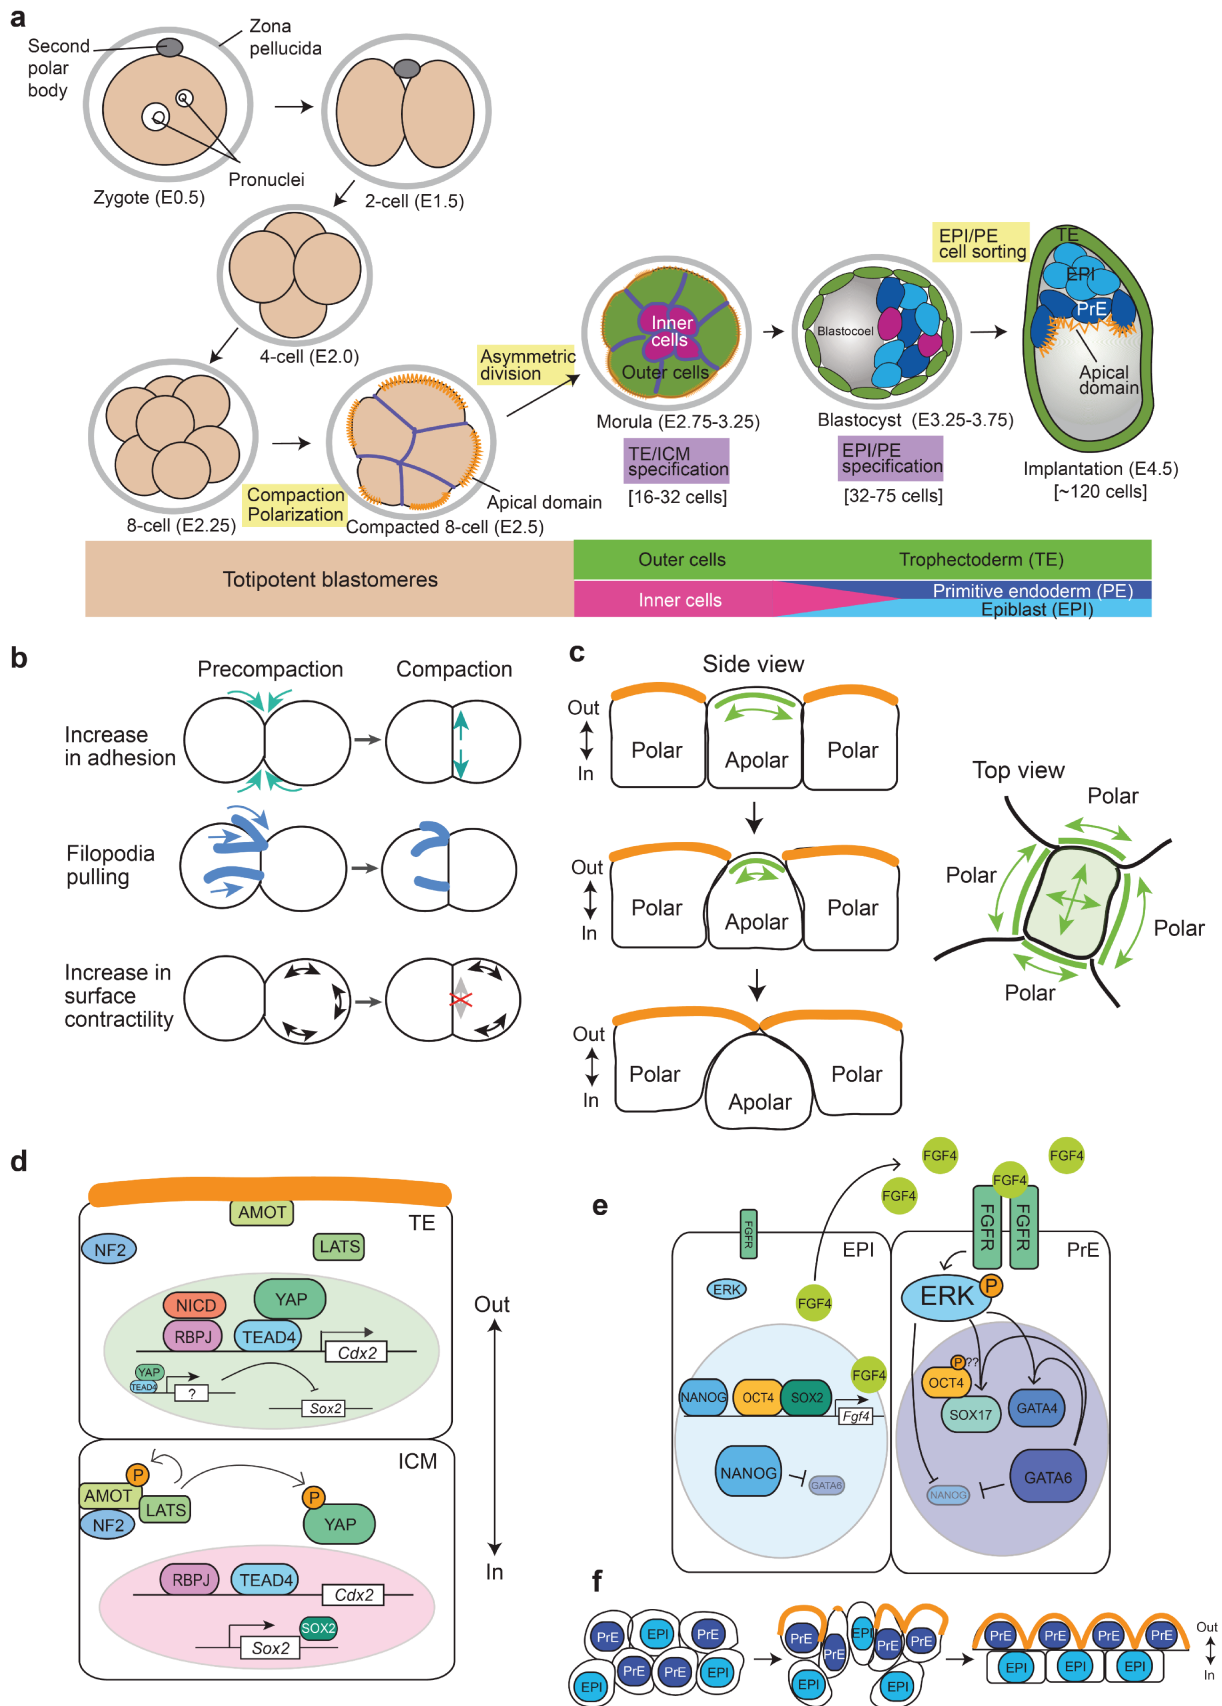 a
Second
polar
body
Zona
pellucida
Pronuclei
Zygote (E0.5)
2-cell (E1.5)
4-cell (E2.0)
8-cell (E2.25)
Compaction
Polarization
Compacted 8-cell (E2.5)
Apical domain
Asymmetric
division
Inner
cells
Outer cells
Morula (E2.75-3.25)
TE/ICM
specification
[16-32 cells]
Blastocoel
Blastocyst (E3.25-3.75)
EPI/PE
specification
[32-75 cells]
EPI/PE
cell sorting
TE
EPI
PrE
Apical
domain
Implantation (E4.5)
[~120 cells]
Totipotent blastomeres
Outer cells
Trophectoderm (TE)
Inner cells
Primitive endoderm (PE)
Epiblast (EPI)
b
Precompaction
Compaction
Increase
in adhesion
Filopodia
pulling
Increase in
surface
contractility
c
Side view
Out
In
Polar
Apolar
Polar
Out
In
Polar
Apolar
Polar
Out
In
Polar
Apolar
Polar
Top view
Polar
Polar
Polar
Polar
d
AMOT
TE
NF2
LATS
NICD
YAP
RBPJ
TEAD4
Cdx2
YAP
TEAD4
?
Sox2
Out
In
ICM
P
AMOT
LATS
NF2
P
YAP
RBPJ
TEAD4
Cdx2
SOX2
Sox2
e
FGF4
FGF4
FGF4
FGF4
FGFR
FGFR
FGFR
EPI
PrE
ERK
FGF4
ERK
P
FGF4
NANOG
OCT4
SOX2
Fgf4
NANOG
GATA6
P
??
OCT4
SOX17
GATA4
GATA6
NANOG
f
PrE
EPI
PrE
EPI
PrE
PrE
EPI
PrE
PrE
EPI
PrE
PrE
EPI
EPI
PrE
PrE
PrE
PrE
EPI
EPI
EPI
Out
In